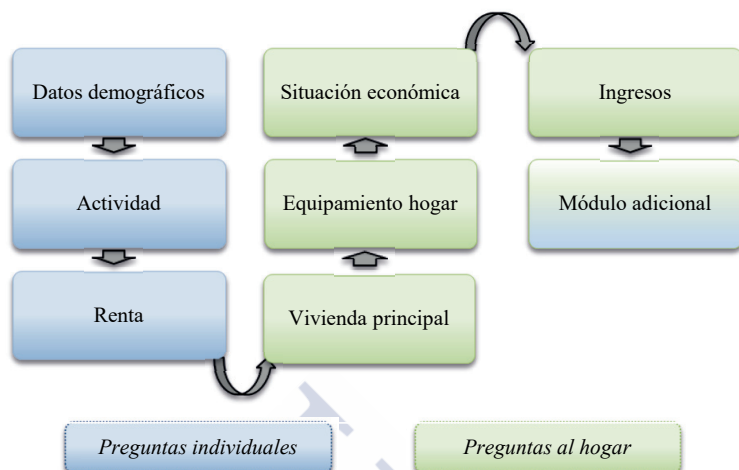 Datos demográficos
Actividad
Renta
Vivienda principal
Equipamiento hogar
Situación económica
Ingresos
Módulo adicional
Preguntas individuales
Preguntas al hogar